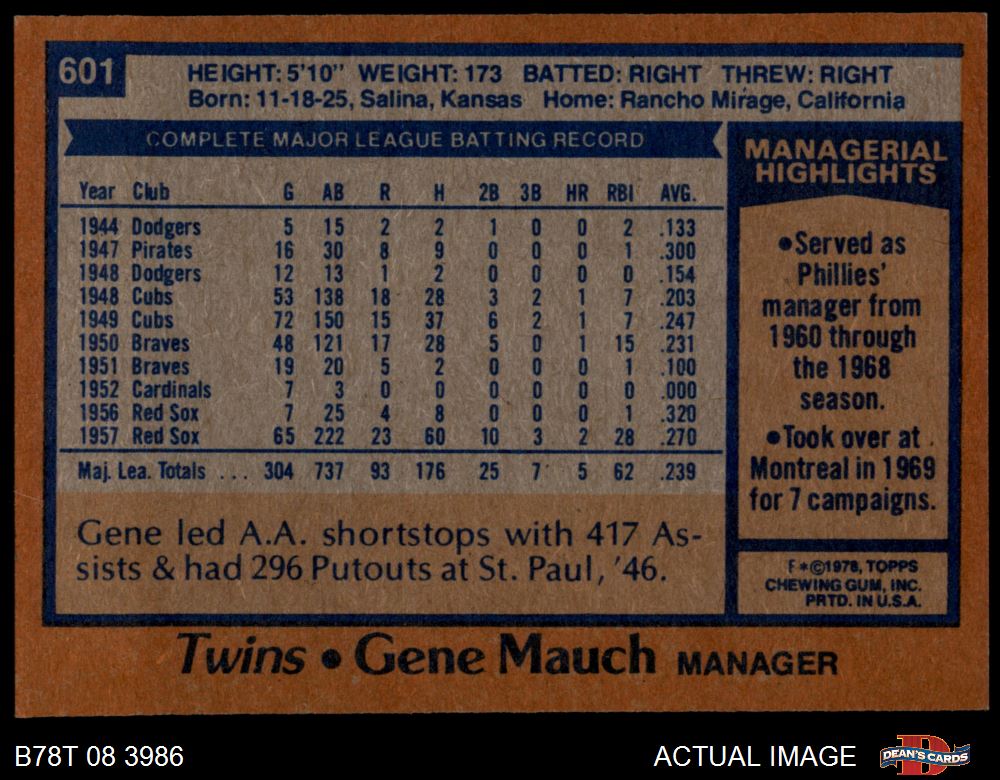 601
HEIGHT: 5'10" WEIGHT: 173 BATTED: RIGHT THREW: RIGHT
Born: 11-18-25, Salina, Kansas Home: Rancho Mirage, California
COMPLETE MAJOR LEAGUE BATTING RECORD
Year Club G AB R H 2B 3B HR RBI AVG.
1944 Dodgers 5 15 2 2 1 0 0 2 .133
1947 Pirates 16 30 8 9 0 0 0 1 .300
1948 Dodgers 12 13 1 2 0 0 0 0 .154
1948 Cubs 53 138 18 28 3 2 1 7 .203
1949 Cubs 72 150 15 37 6 2 1 7 .247
1950 Braves 48 121 17 28 5 0 1 15 .231
1951 Braves 19 20 5 2 0 0 0 1 .100
1952 Cardinals 7 3 0 0 0 0 0 0 .000
1956 Red Sox 7 25 4 8 0 0 0 1 .320
1957 Red Sox 65 222 23 60 10 3 2 28 .270
Maj. Lea. Totals ... 304 737 93 176 25 7 5 62 .239
Gene led A.A. shortstops with 417 As-
sists & had 296 Putouts at St. Paul, '46.
MANAGERIAL
HIGHLIGHTS
•Served as
Phillies'
manager from
1960 through
the 1968
season.
•Took over at
Montreal in 1969
for 7 campaigns.
F*©1978, TOPPS
CHEWING GUM, INC.
PRTD. IN U.S.A.
Twins • Gene Mauch MANAGER
B78T 08 3986
ACTUAL IMAGE
DEAN'S CARDS